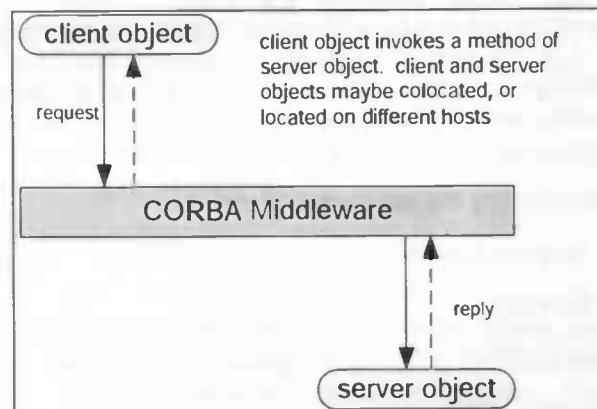 client object
client object invokes a method of
server object. client and server
objects maybe colocated, or
located on different hosts
request
CORBA Middleware
reply
server object